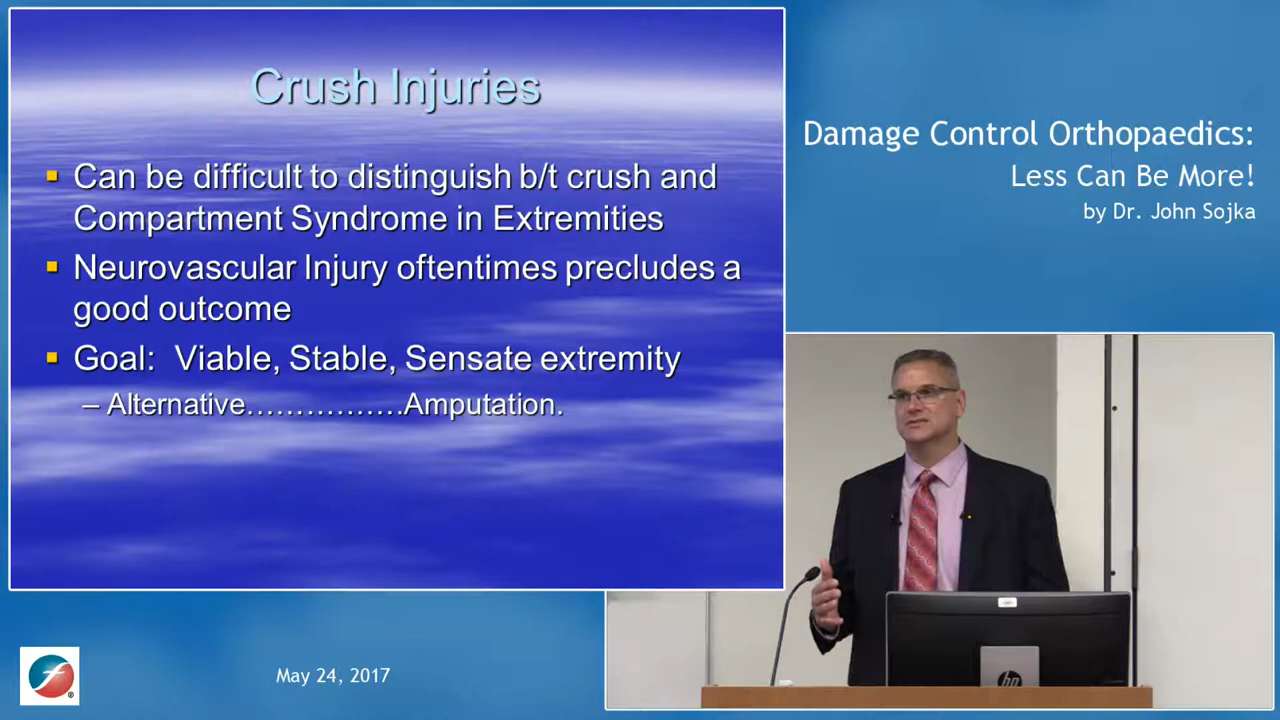 Crush Injuries
Can be difficult to distinguish b/t crush and
Compartment Syndrome in Extremities
Neurovascular Injury oftentimes precludes a
good outcome
Goal: Viable, Stable, Sensate extremity
– Alternative................Amputation.
Damage Control Orthopaedics:
Less Can Be More!
by Dr. John Sojka
hp
May 24, 2017
f®